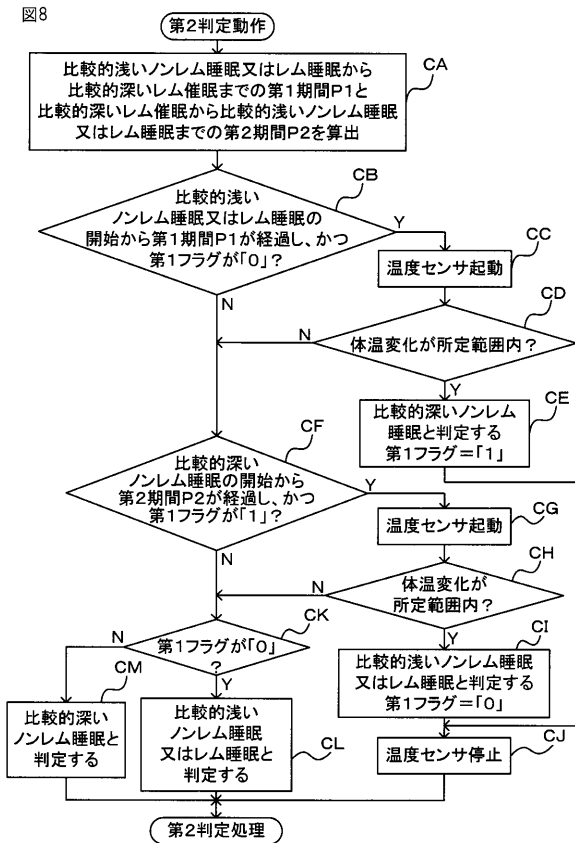 図8
第2判定動作
比較的浅いノンレム睡眠又はレム睡眠から
比較的深いレム催眠までの第1期間P1と
比較的深いレム催眠から比較的浅いノンレム睡眠
又はレム睡眠までの第2期間P2を算出
CA
CB
比較的浅い
ノンレム睡眠又はレム睡眠の
開始から第1期間P1が経過し、かつ
第1フラグが「0」?
Y
N
CC
温度センサ起動
CD
体温変化が所定範囲内?
N
Y
CE
比較的深いノンレム
睡眠と判定する
第1フラグ=「1」
CF
比較的深い
ノンレム睡眠の開始から
第2期間P2が経過し、かつ
第1フラグが「1」?
Y
N
CG
温度センサ起動
CH
体温変化が
所定範囲内?
N
Y
CI
比較的浅いノンレム睡眠
又はレム睡眠と判定する
第1フラグ=「0」
CK
第1フラグが「0」
?
N
Y
CM
比較的深い
ノンレム睡眠と
判定する
比較的浅い
ノンレム睡眠
又はレム睡眠と
判定する
CL
CJ
温度センサ停止
第2判定処理